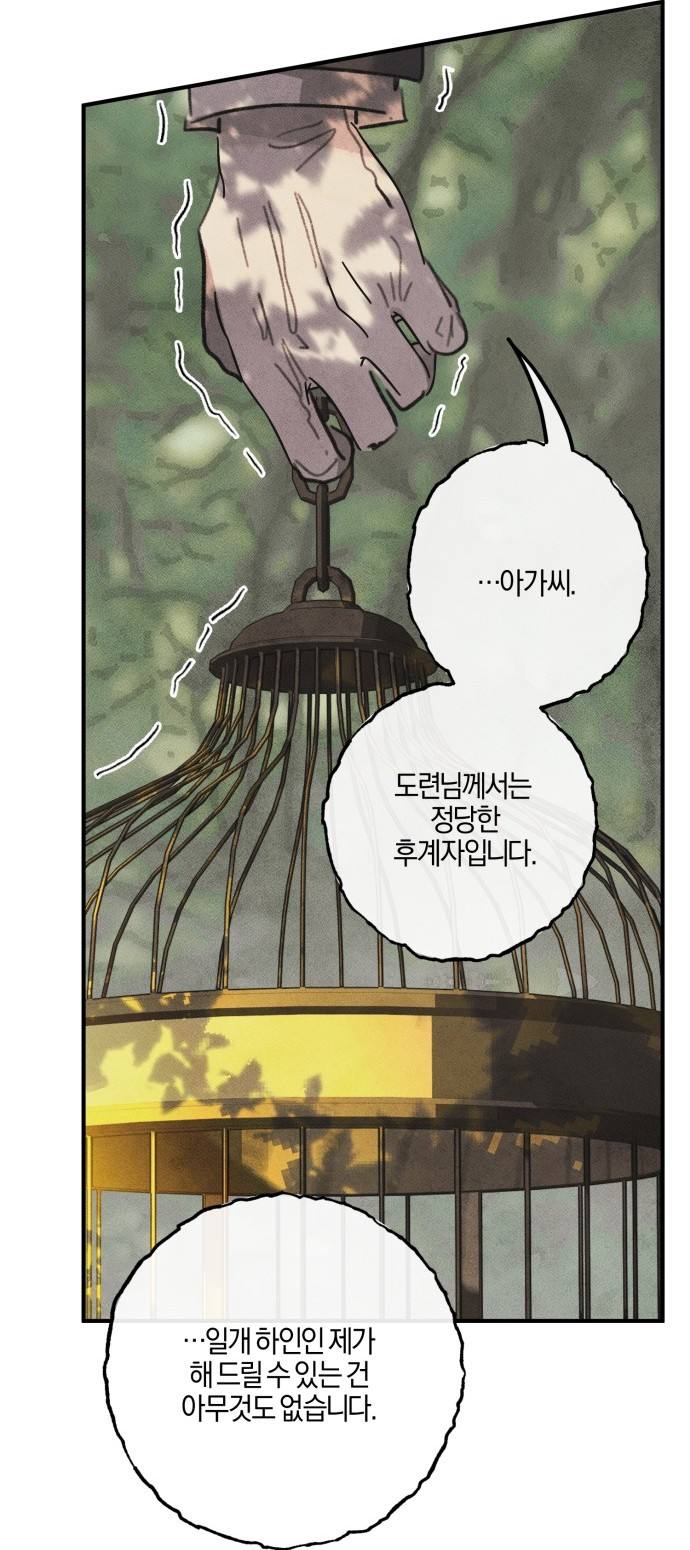 …아가씨.
도련님께서는
정당한
후계자입니다.
…일개 하인인 제가
해 드릴 수 있는 건
아무것도 없습니다.